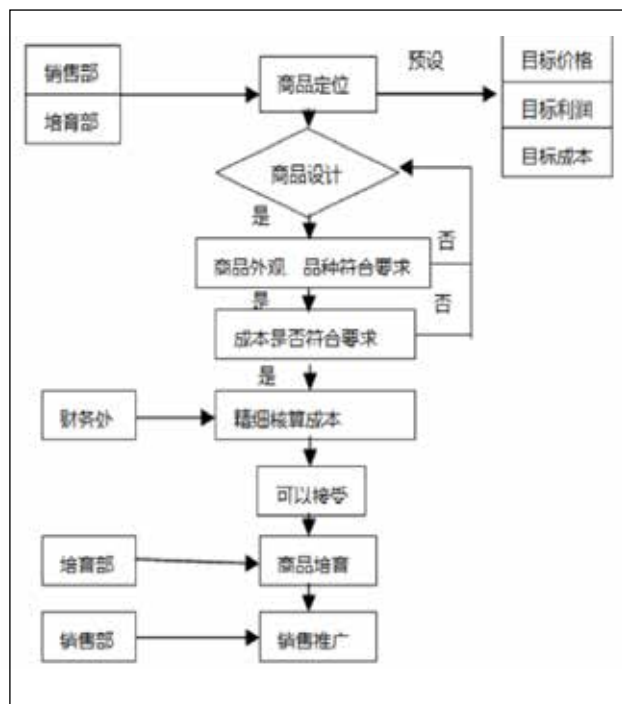 销售部
培育部
商品定位
预设
目标价格
目标利润
目标成本
商品设计
是
否
商品外观 品种符合要求
是
否
成本是否符合要求
是
财务处
精细核算成本
可以接受
培育部
商品培育
销售部
销售推广